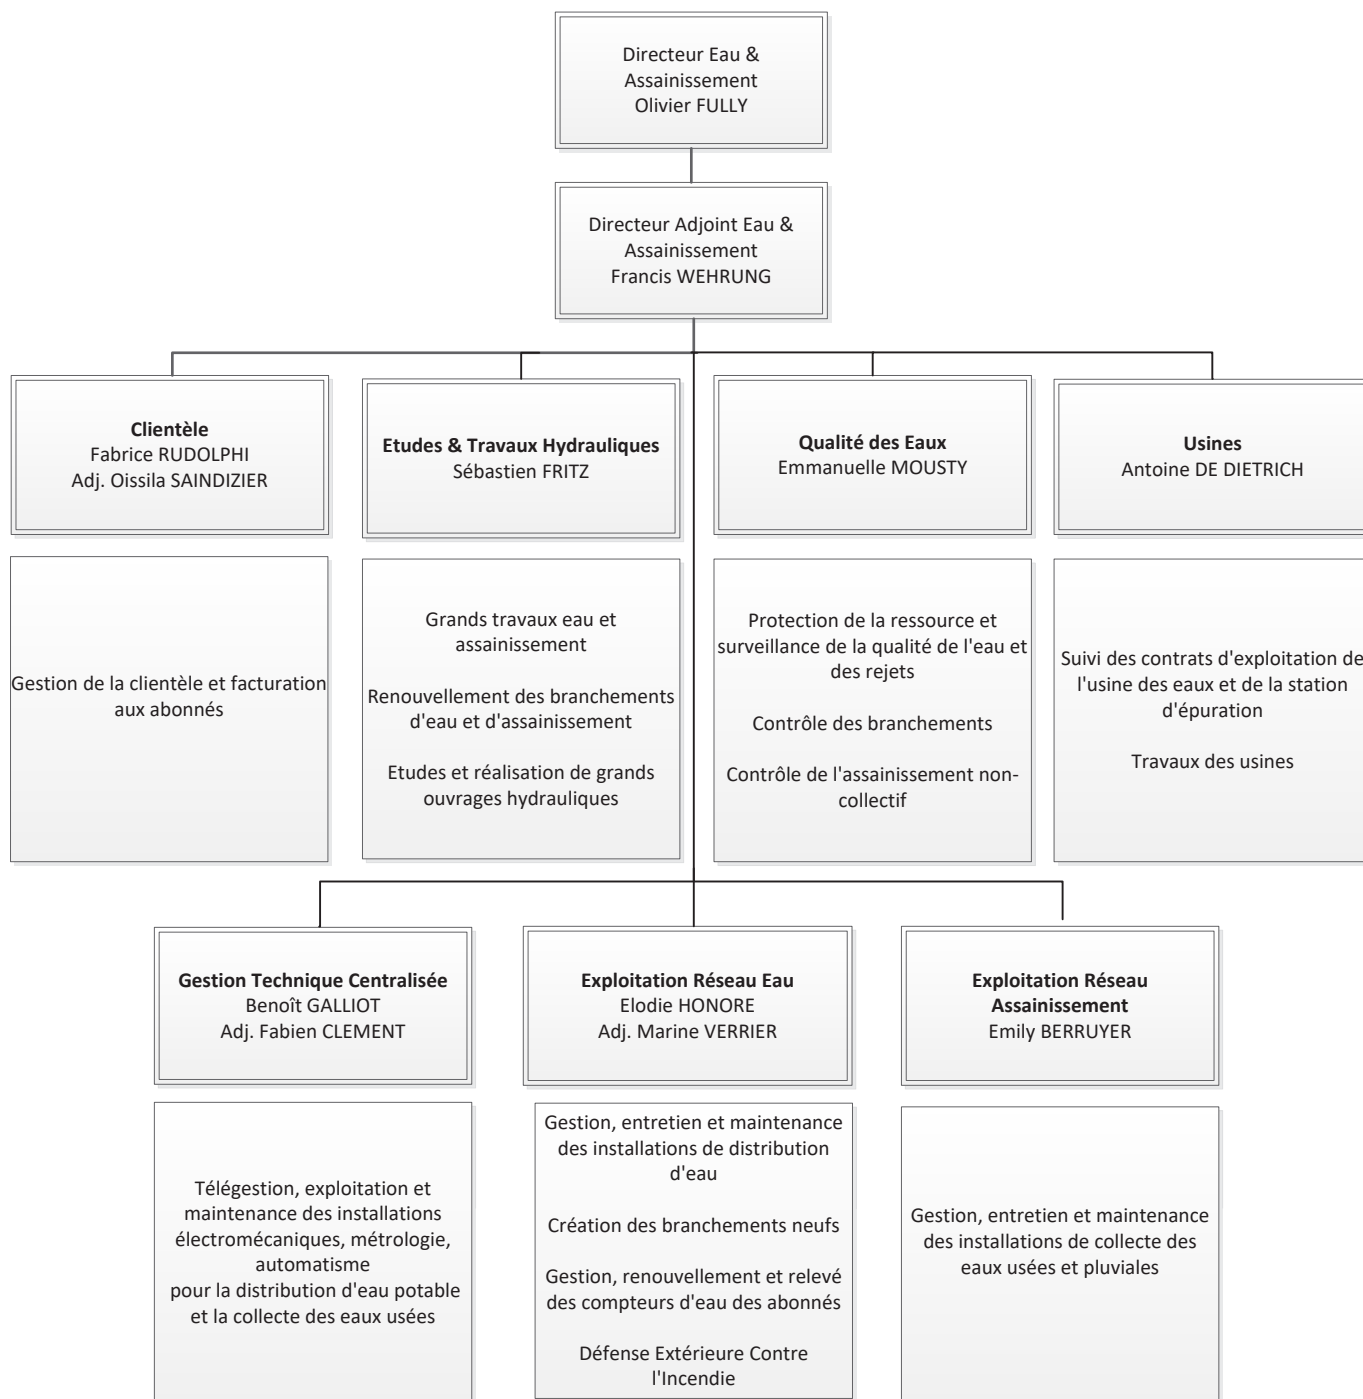 Directeur Eau &
Assainissement
Olivier FULLY
Directeur Adjoint Eau &
Assainissement
Francis WEHRUNG
Clientèle
Fabrice RUDOLPHI
Adj. Oissila SAINDIZIER
Etudes & Travaux Hydrauliques
Sébastien FRITZ
Qualité des Eaux
Emmanuelle MOUSTY
Usines
Antoine DE DIETRICH
Gestion de la clientèle et facturation
aux abonnés
Grands travaux eau et
assainissement
Renouvellement des branchements
d'eau et d'assainissement
Etudes et réalisation de grands
ouvrages hydrauliques
Protection de la ressource et
surveillance de la qualité de l'eau et
des rejets
Contrôle des branchements
Contrôle de l'assainissement non-
collectif
Suivi des contrats d'exploitation de
l'usine des eaux et de la station
d'épuration
Travaux des usines
Gestion Technique Centralisée
Benoît GALLIOT
Adj. Fabien CLEMENT
Exploitation Réseau Eau
Elodie HONORE
Adj. Marine VERRIER
Exploitation Réseau
Assainissement
Emily BERRUYER
Télégestion, exploitation et
maintenance des installations
électromécaniques, métrologie,
automatisme
pour la distribution d'eau potable
et la collecte des eaux usées
Gestion, entretien et maintenance
des installations de distribution
d'eau
Création des branchements neufs
Gestion, renouvellement et relevé
des compteurs d'eau des abonnés
Défense Extérieure Contre
l'Incendie
Gestion, entretien et maintenance
des installations de collecte des
eaux usées et pluviales